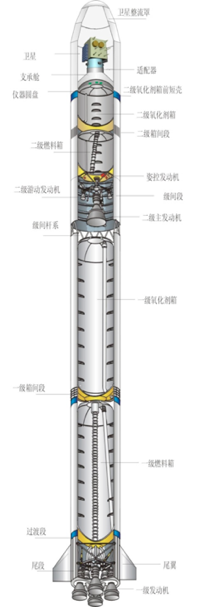 卫星整流罩
卫星
支承舱
适配器
仪器圆盘
二级氧化剂箱前短壳
二级氧化剂箱
二级箱间段
二级燃料箱
姿控发动机
二级游动发动机
级间段
二级主发动机
级间杆系
一级氧化剂箱
一级箱间段
一级燃料箱
过渡段
尾段
尾翼
一级发动机